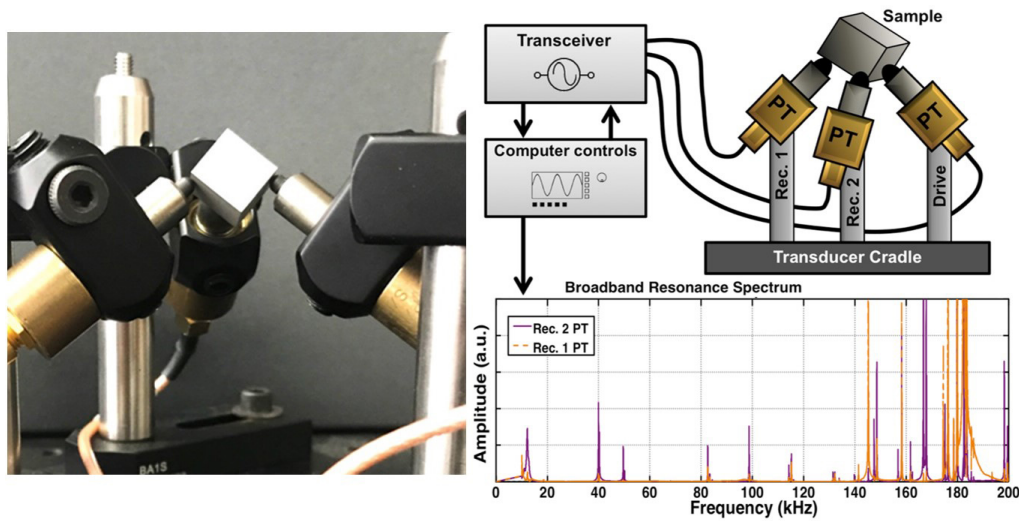 Transceiver
Computer controls
Sample
PT
PT
PT
Rec. 1
Rec. 2
Drive
Transducer Cradle
BA1S
Broadband Resonance Spectrum
Rec. 2 PT
Rec. 1 PT
Amplitude (a.u.)
0 20 40 60 80 100 120 140 160 180 200
Frequency (kHz)